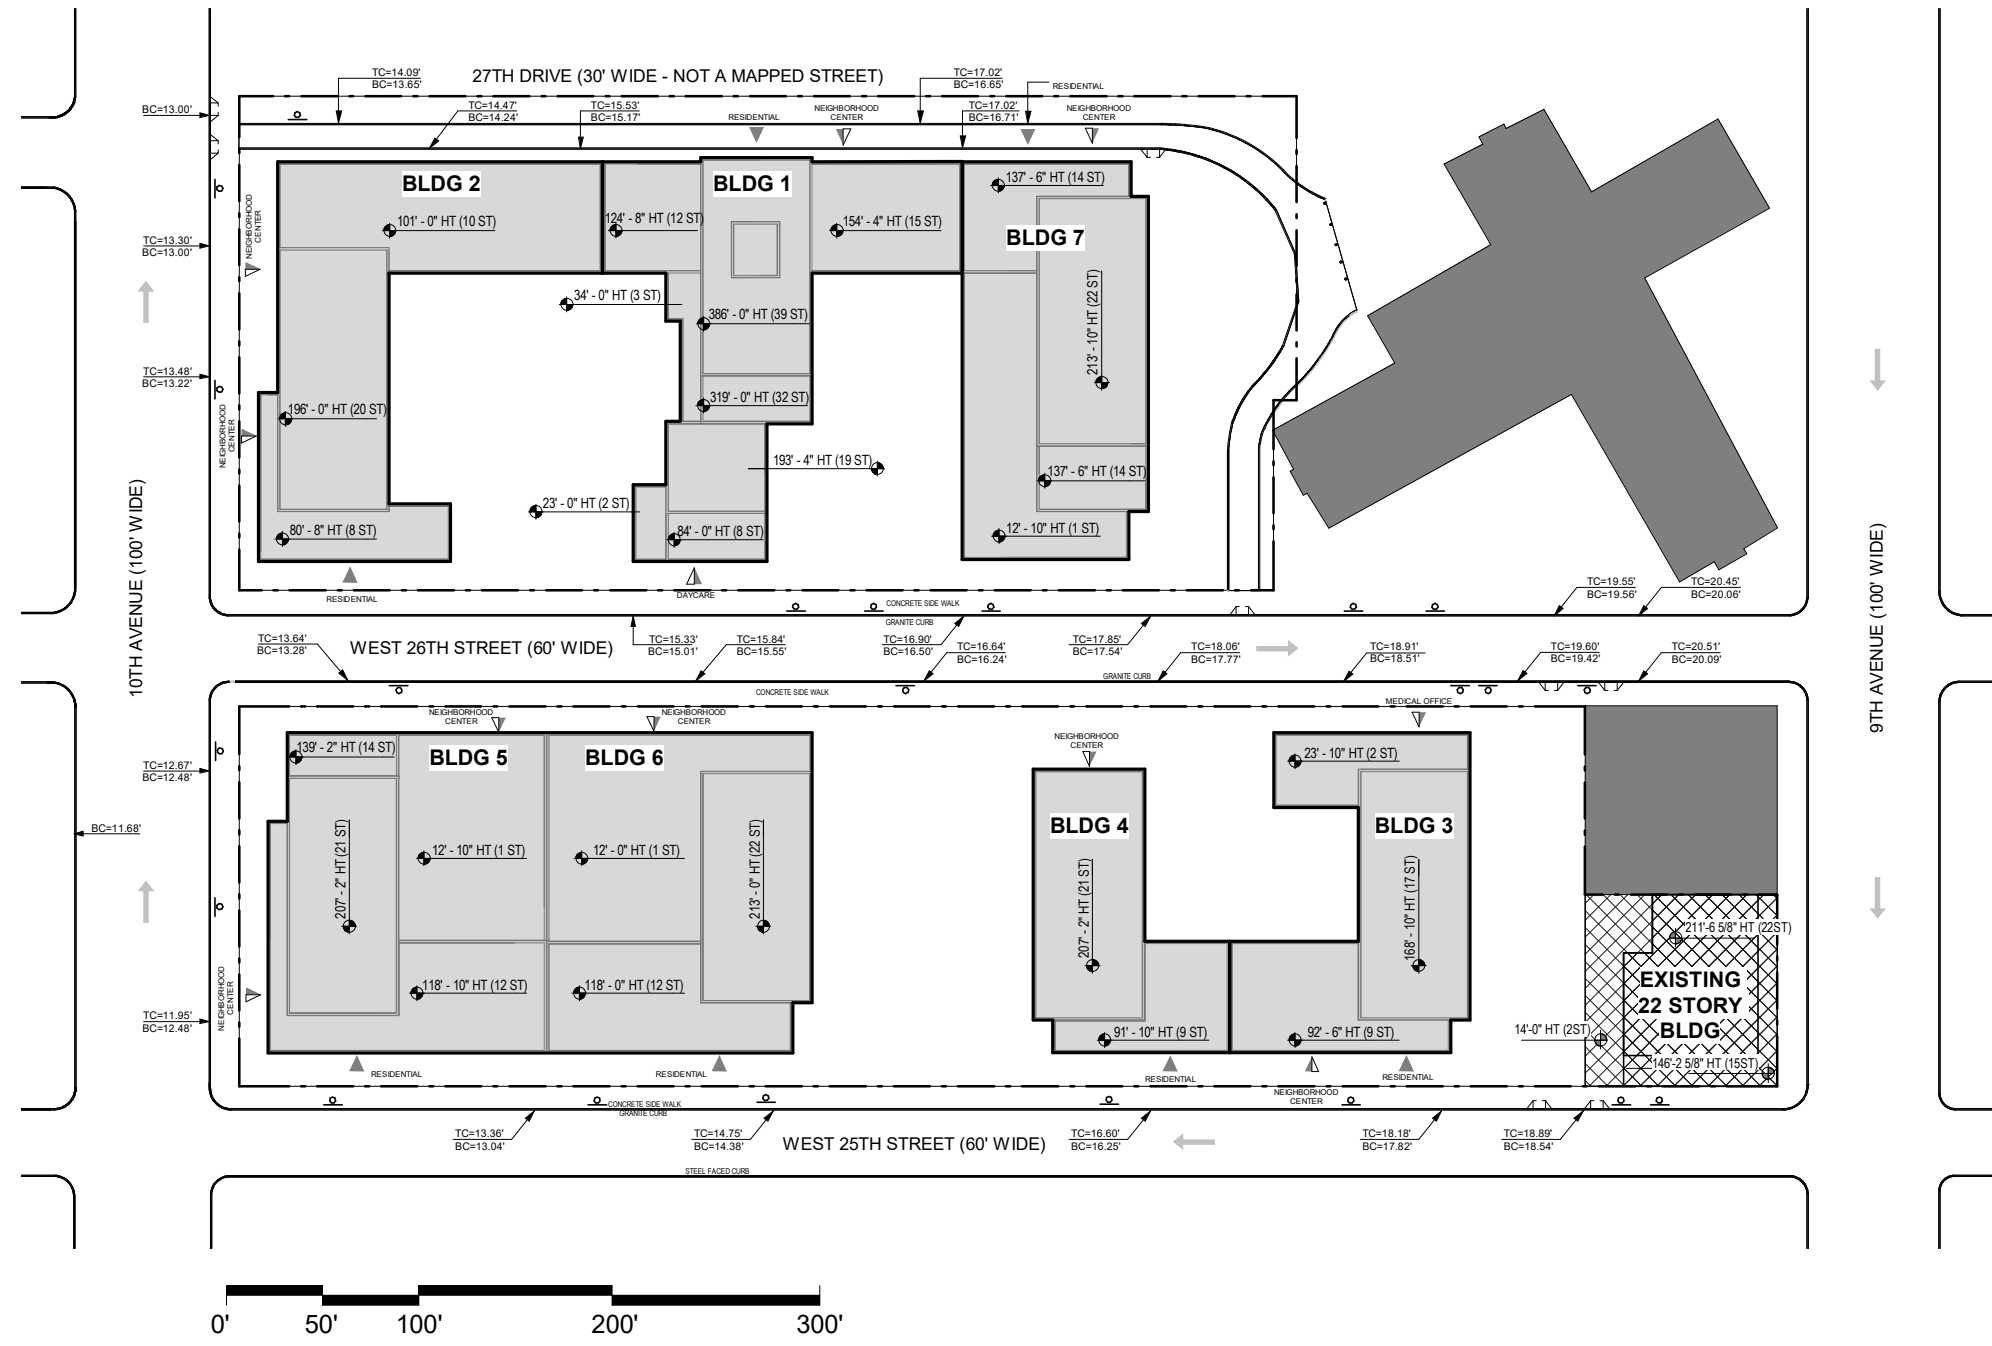 TC=14.09'
BC=13.65'
27TH DRIVE (30' WIDE - NOT A MAPPED STREET)
TC=17.02'
BC=16.65'
RESIDENTIAL
BC=13.00'
TC=14.47'
BC=14.24'
TC=15.53'
BC=15.17'
RESIDENTIAL
NEIGHBORHOOD
CENTER
TC=17.02'
BC=16.71'
NEIGHBORHOOD
CENTER
BLDG 2
BLDG 1
137' - 6" HT (14 ST)
101' - 0" HT (10 ST)
124' - 8" HT (12 ST)
154' - 4" HT (15 ST)
BLDG 7
NEIGHBORHOOD
CENTER
TC=13.30'
BC=13.00'
34' - 0" HT (3 ST)
386' - 0" HT (39 ST)
213' - 10" HT (22 ST)
TC=13.48'
BC=13.22'
196' - 0" HT (20 ST)
319' - 0" HT (32 ST)
NEIGHBORHOOD
CENTER
193' - 4" HT (19 ST)
137' - 6" HT (14 ST)
23' - 0" HT (2 ST)
80' - 8" HT (8 ST)
84' - 0" HT (8 ST)
12' - 10" HT (1 ST)
10TH AVENUE (100' WIDE)
9TH AVENUE (100' WIDE)
RESIDENTIAL
DAYCARE
CONCRETE SIDE WALK
GRANITE CURB
TC=19.55'
BC=19.56'
TC=20.45'
BC=20.06'
TC=13.64'
BC=13.28'
WEST 26TH STREET (60' WIDE)
TC=15.33'
BC=15.01'
TC=15.84'
BC=15.55'
TC=16.90'
BC=16.50'
TC=16.64'
BC=16.24'
TC=17.85'
BC=17.54'
TC=18.06'
BC=17.77'
TC=18.91'
BC=18.51'
TC=19.60'
BC=19.42'
TC=20.51'
BC=20.09'
GRANITE CURB
CONCRETE SIDE WALK
NEIGHBORHOOD
CENTER
NEIGHBORHOOD
CENTER
MEDICAL OFFICE
139' - 2" HT (14 ST)
BLDG 5
BLDG 6
NEIGHBORHOOD
CENTER
23' - 10" HT (2 ST)
TC=12.67'
BC=12.48'
BC=11.68'
BLDG 4
BLDG 3
207' - 2" HT (21 ST)
12' - 10" HT (1 ST)
12' - 0" HT (1 ST)
213' - 0" HT (22 ST)
207' - 2" HT (21 ST)
168' - 10" HT (17 ST)
211'-6 5/8" HT (22ST)
118' - 10" HT (12 ST)
118' - 0" HT (12 ST)
EXISTING
22 STORY
BLDG
NEIGHBORHOOD
CENTER
TC=11.95'
BC=12.48'
91' - 10" HT (9 ST)
92' - 6" HT (9 ST)
14'-0" HT (2ST)
146'-2 5/8" HT (15ST)
RESIDENTIAL
RESIDENTIAL
RESIDENTIAL
NEIGHBORHOOD
CENTER
RESIDENTIAL
CONCRETE SIDE WALK
GRANITE CURB
TC=13.36'
BC=13.04'
TC=14.75'
BC=14.38'
WEST 25TH STREET (60' WIDE)
TC=16.60'
BC=16.25'
TC=18.18'
BC=17.82'
TC=18.89'
BC=18.54'
STEEL FACED CURB
0' 50' 100' 200' 300'